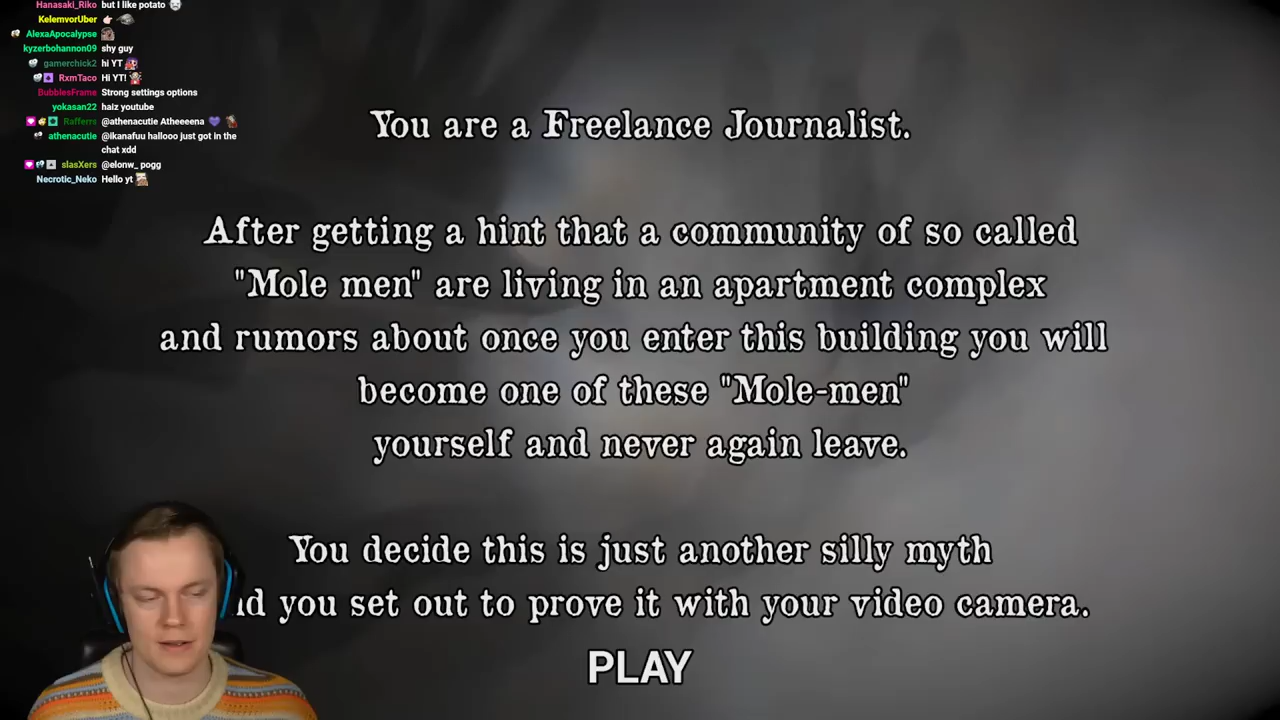 Hanasaki_Riko but I like potato
KelemvorUber
AlexaApocalypse
kyzerbohannon09 shy guy
gamerchick2 hi YT
RxmTaco Hi YT!
BubblesFrame Strong settings options
yokasan22 haiz youtube
Rafferrs @athenacutie Atheeeena
athenacutie @ikanafuu hallooo just got in the
chat xdd
slasXers @elonw_ pogg
Necrotic_Neko Hello yt
You are a Freelance Journalist.
After getting a hint that a community of so called
"Mole men" are living in an apartment complex
and rumors about once you enter this building you will
become one of these "Mole-men"
yourself and never again leave.
You decide this is just another silly myth
you set out to prove it with your video camera.
PLAY